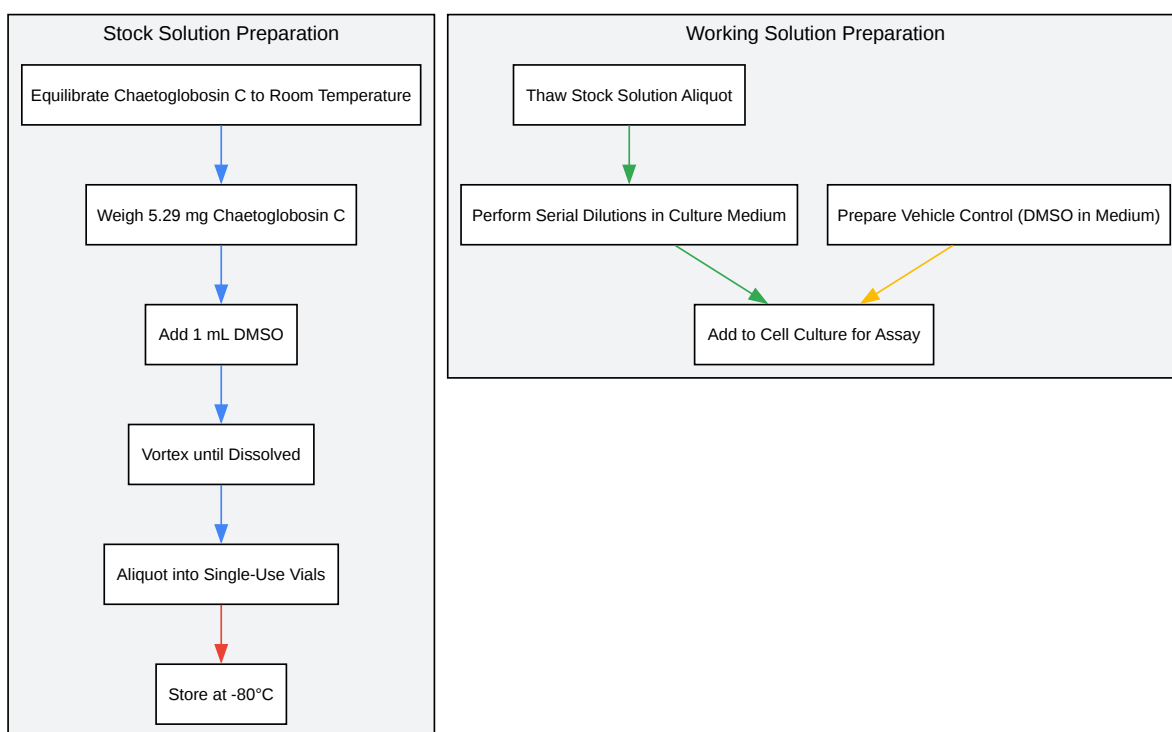 Stock Solution Preparation
Equilibrate Chaetoglobosin C to Room Temperature
Weigh 5.29 mg Chaetoglobosin C
Add 1 mL DMSO
Vortex until Dissolved
Aliquot into Single-Use Vials
Store at -80°C
Working Solution Preparation
Thaw Stock Solution Aliquot
Perform Serial Dilutions in Culture Medium
Prepare Vehicle Control (DMSO in Medium)
Add to Cell Culture for Assay